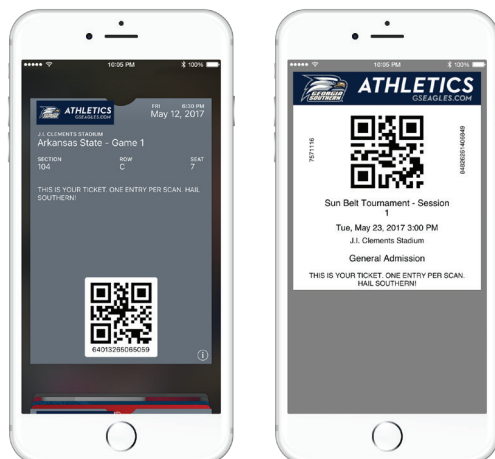 10:05 PM
100%
ATHLETICS
GSEAGLES.COM
FRI 6:30 PM
May 12, 2017
J.I. CLEMENTS STADIUM
Arkansas State - Game 1
SECTION ROW SEAT
104 C 7
THIS IS YOUR TICKET. ONE ENTRY PER SCAN. HAIL
SOUTHERN!
64013265065059
10:05 PM
100%
GEORGIA
SOUTHERN
ATHLETICS
GSEAGLES.COM
7571116
Sun Belt Tournament - Session
1
Tue, May 23, 2017 3:00 PM
J.I. Clements Stadium
General Admission
THIS IS YOUR TICKET. ONE ENTRY PER SCAN.
HAIL SOUTHERN!